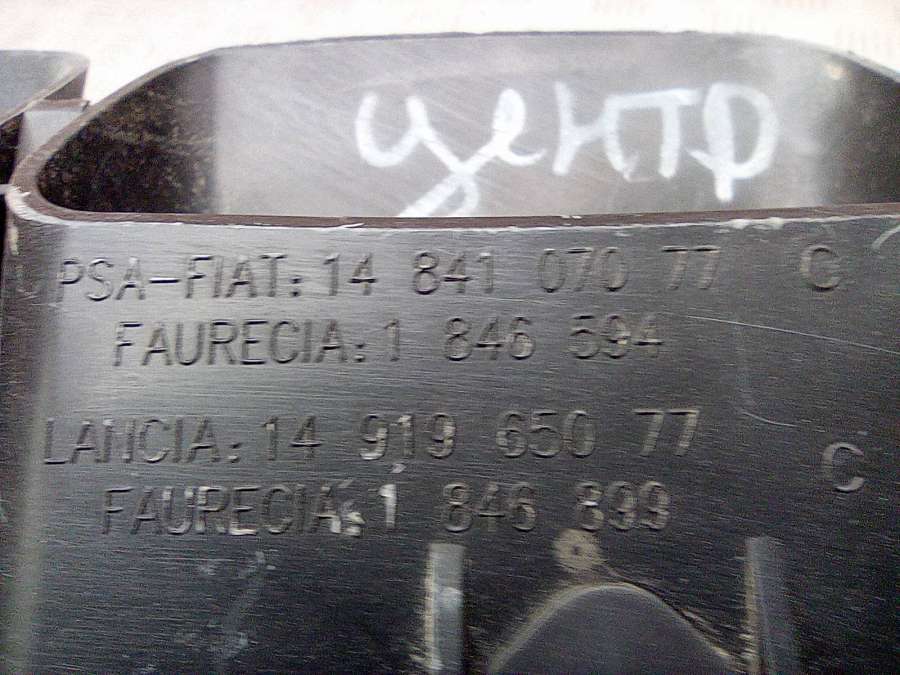 центр
PSA-FIAT: 14 841 070 77 C
FAURECIA: 1 846 594
LANCIA: 14 919 650 77 C
FAURECIA: 1 846 899